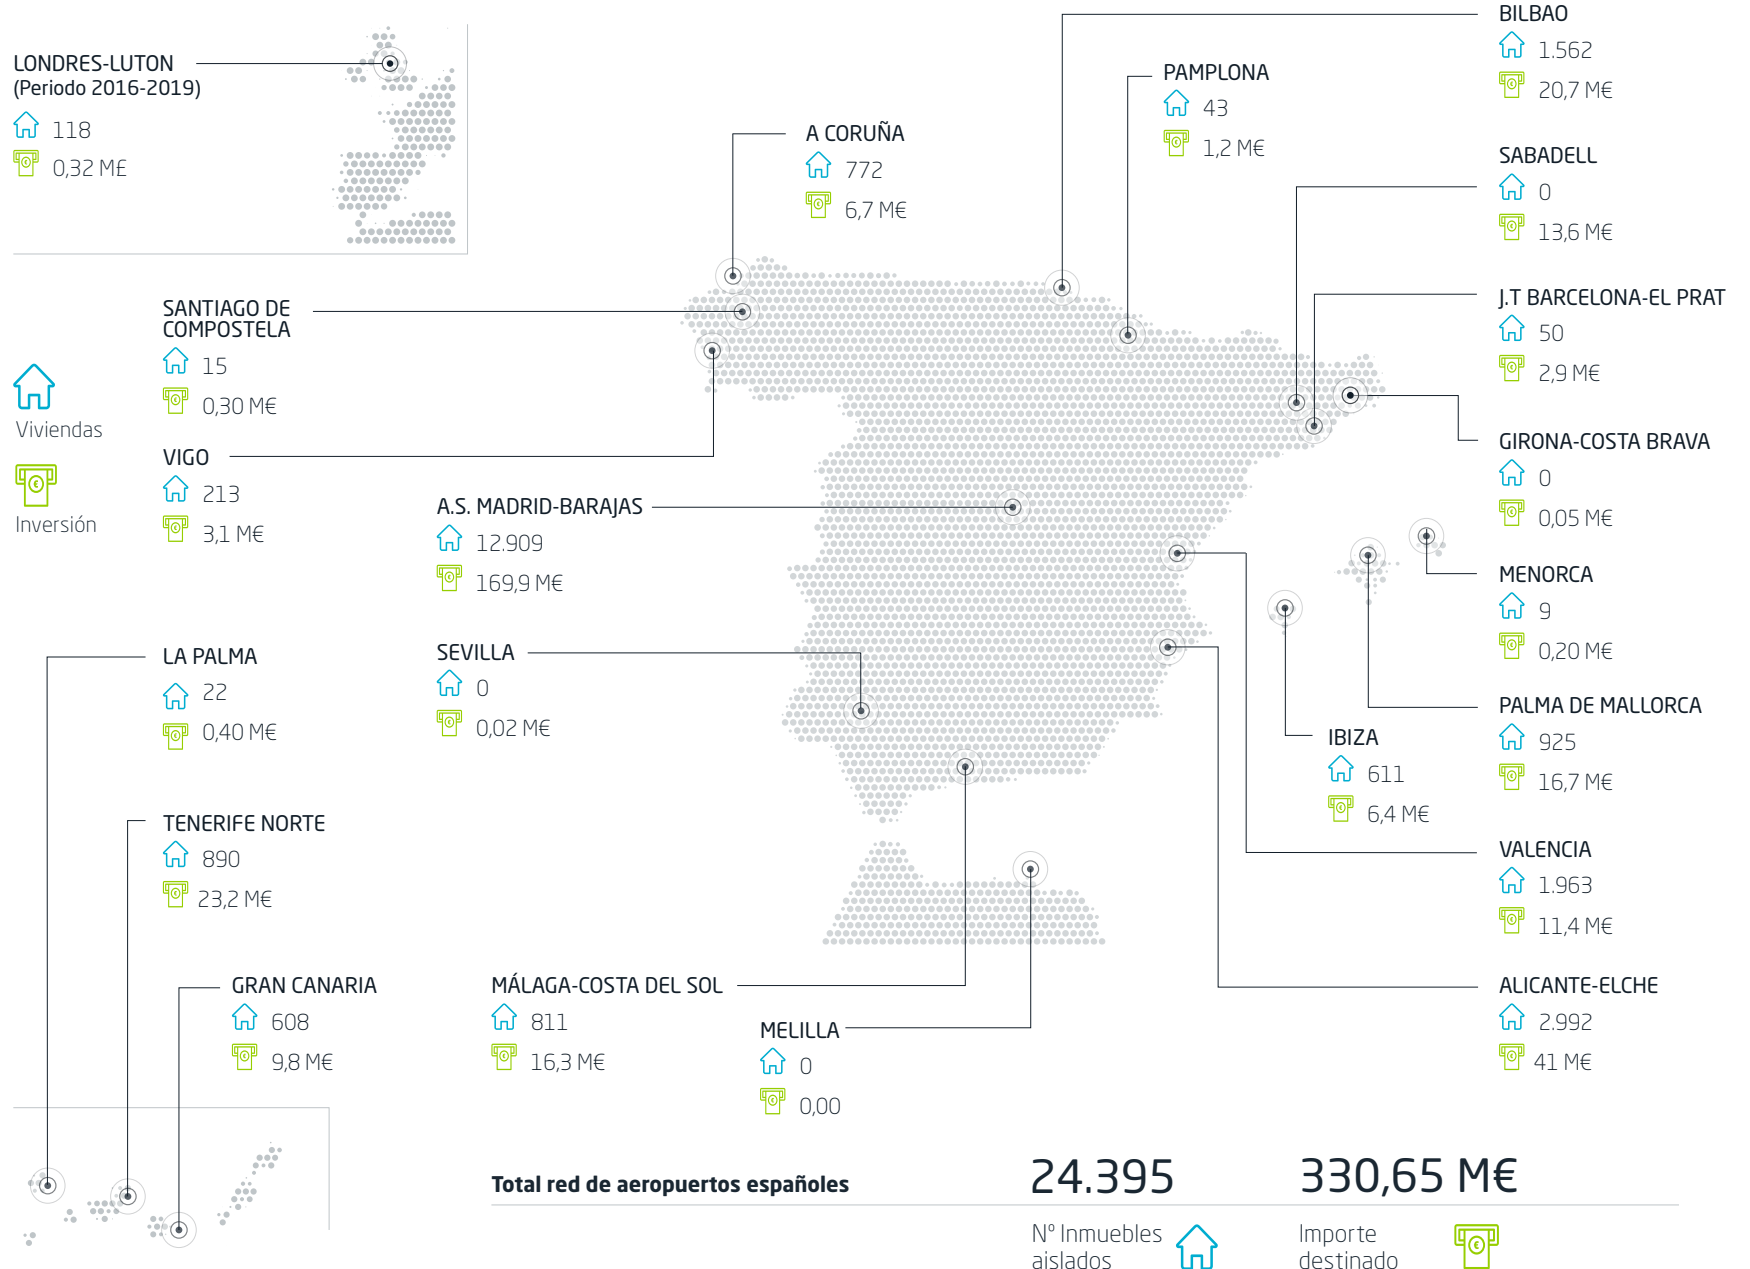 LONDRES-LUTON
(Periodo 2016-2019)
118
0,32 M£
A CORUÑA
772
6,7 M€
PAMPLONA
43
1,2 M€
BILBAO
1.562
20,7 M€
SABADELL
0
13,6 M€
SANTIAGO DE
COMPOSTELA
15
0,30 M€
J.T BARCELONA-EL PRAT
50
2,9 M€
Viviendas
Inversión
VIGO
213
3,1 M€
A.S. MADRID-BARAJAS
12.909
169,9 M€
GIRONA-COSTA BRAVA
0
0,05 M€
MENORCA
9
0,20 M€
LA PALMA
22
0,40 M€
SEVILLA
0
0,02 M€
PALMA DE MALLORCA
925
16,7 M€
IBIZA
611
6,4 M€
TENERIFE NORTE
890
23,2 M€
VALENCIA
1.963
11,4 M€
GRAN CANARIA
608
9,8 M€
MÁLAGA-COSTA DEL SOL
811
16,3 M€
MELILLA
0
0,00
ALICANTE-ELCHE
2.992
41 M€
Total red de aeropuertos españoles
24.395
330,65 M€
Nº Inmuebles
aislados
Importe
destinado